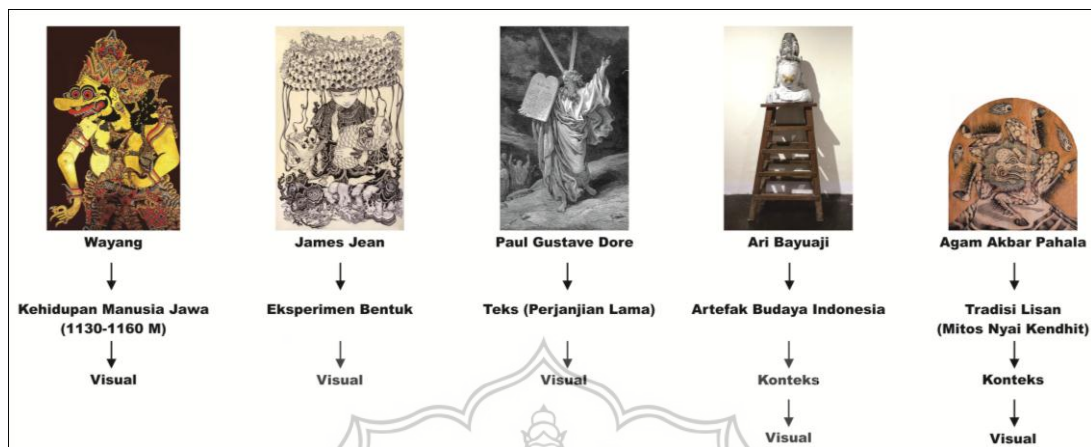 Wayang
James Jean
Paul Gustave Dore
Ari Bayuaji
Agam Akbar Pahala
Kehidupan Manusia Jawa
(1130-1160 M)
Eksperimen Bentuk
Teks (Perjanjian Lama)
Artefak Budaya Indonesia
Tradisi Lisan
(Mitos Nyai Kendhit)
Visual
Visual
Visual
Konteks
Konteks
Visual
Visual